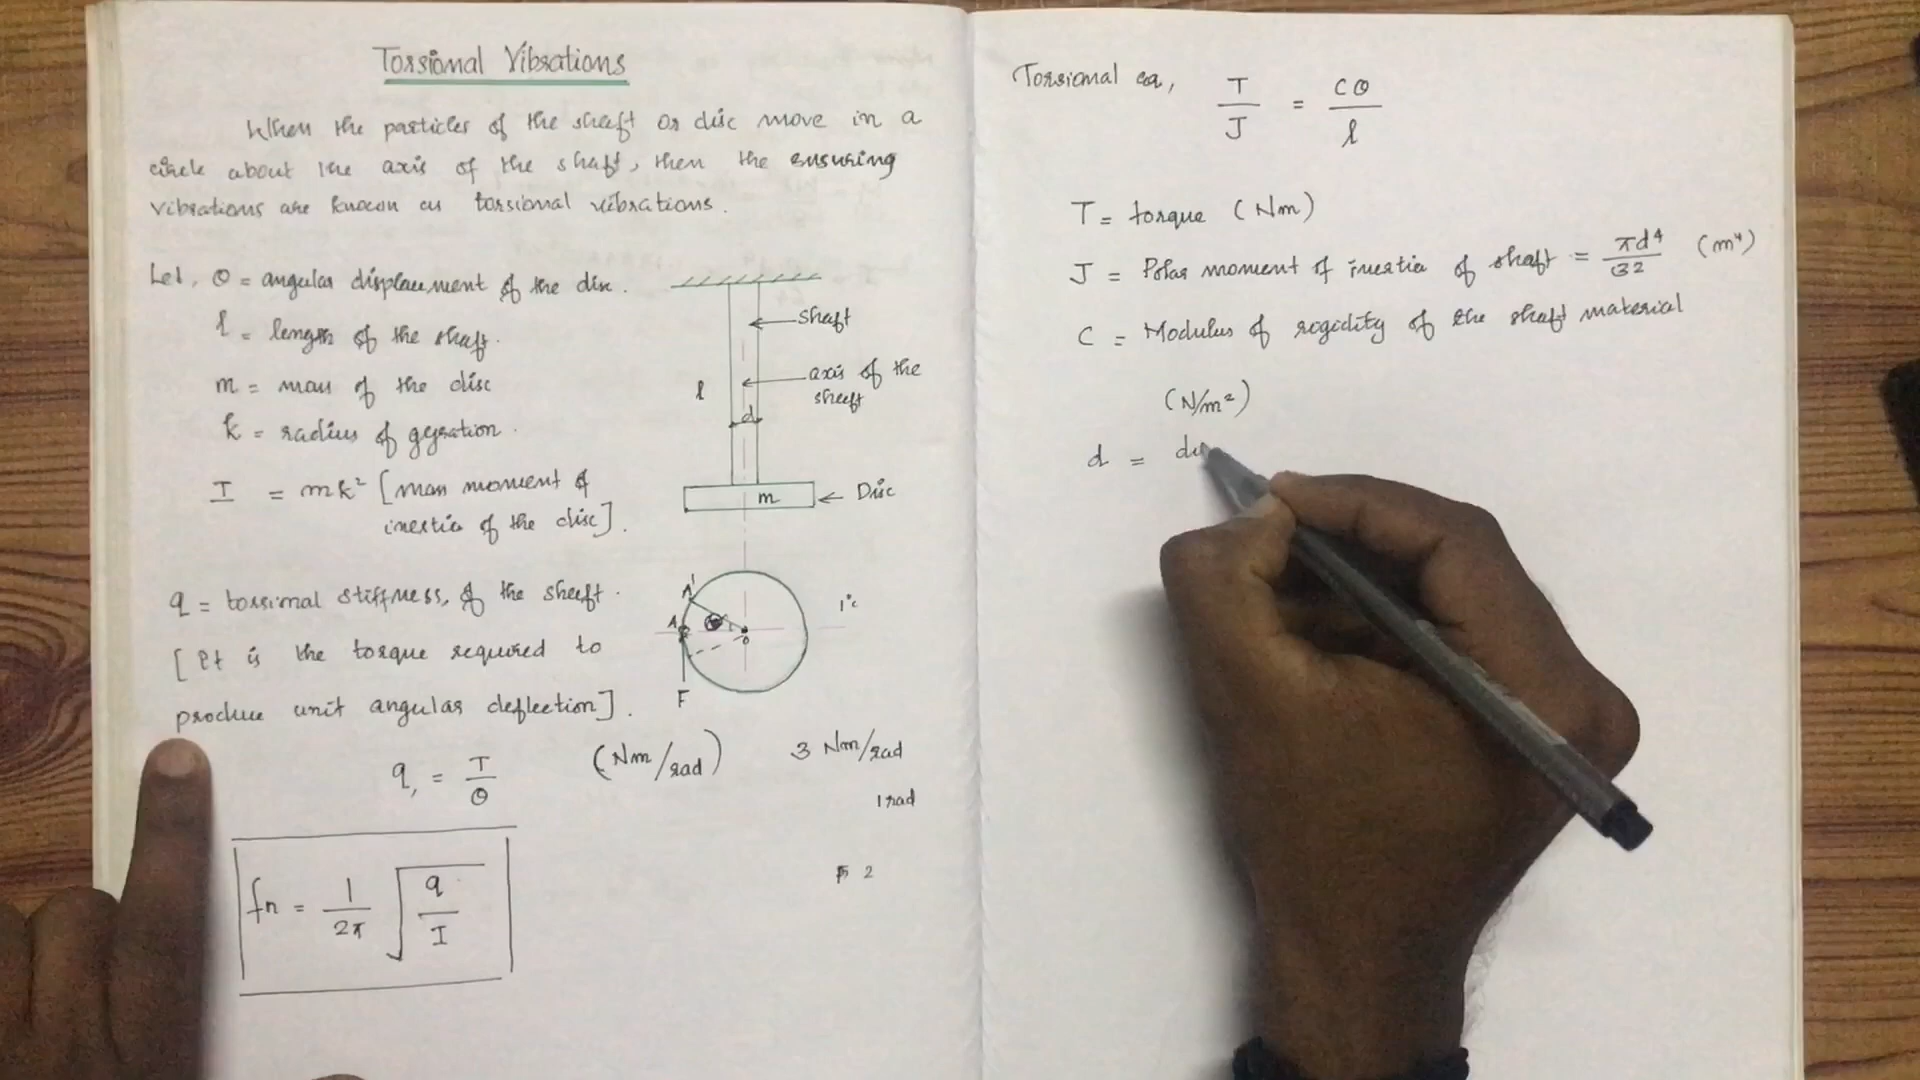 Torsional Vibrations
When the particles of the shaft or disc move in a
circle about the axis of the shaft, then the ensuring
vibrations are known as torsional vibrations.
Let, θ = angular displacement of the disc.
l = length of the shaft.
m = mass of the disc
k = radius of gyration.
I = mk² [mass moment of
inertia of the disc].
shaft
axis of the
shaft
l
d
m
Disc
q = torsional stiffness, of the shaft.
[It is the torque required to
produce unit angular deflection].
A'
A
O
F
1°c
q = T/θ (Nm/rad)
3 Nm/rad
1 rad
2
fn = 1/2π √q/I
Torsional eq, T/J = Cθ/l
T = torque (Nm)
J = Polar moment of inertia of shaft = πd⁴/32 (m⁴)
C = Modulus of rigidity of the shaft material
(N/m²)
d =